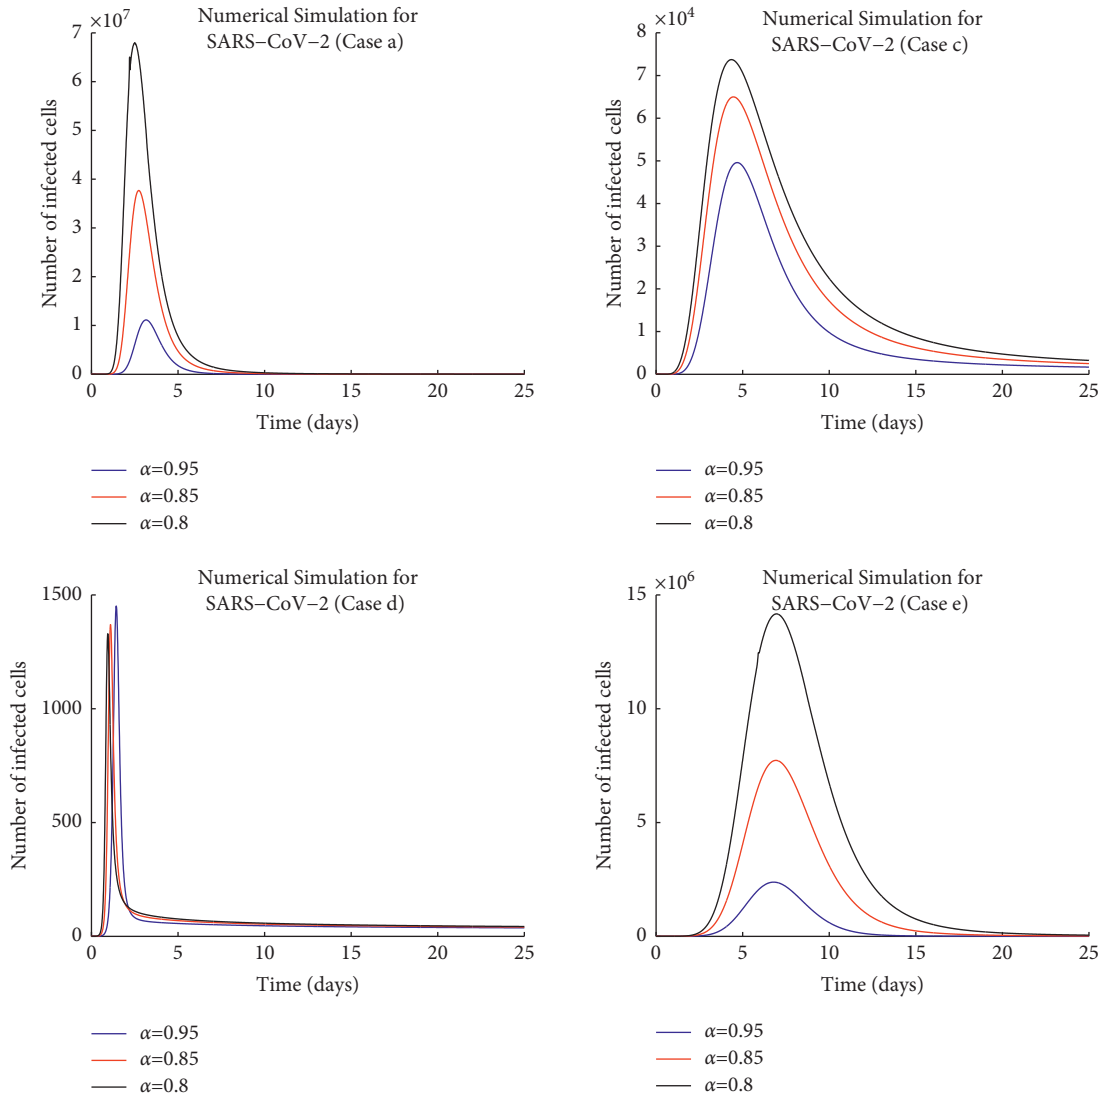 Numerical Simulation for
SARS−CoV−2 (Case a)
×10⁷
7
6
5
4
3
2
1
0
Number of infected cells
0 5 10 15 20 25
Time (days)
α=0.95
α=0.85
α=0.8
Numerical Simulation for
SARS−CoV−2 (Case c)
×10⁴
8
7
6
5
4
3
2
1
0
Number of infected cells
0 5 10 15 20 25
Time (days)
α=0.95
α=0.85
α=0.8
Numerical Simulation for
SARS−CoV−2 (Case d)
1500
1000
500
0
Number of infected cells
0 5 10 15 20 25
Time (days)
α=0.95
α=0.85
α=0.8
Numerical Simulation for
SARS−CoV−2 (Case e)
×10⁶
15
10
5
0
Number of infected cells
0 5 10 15 20 25
Time (days)
α=0.95
α=0.85
α=0.8